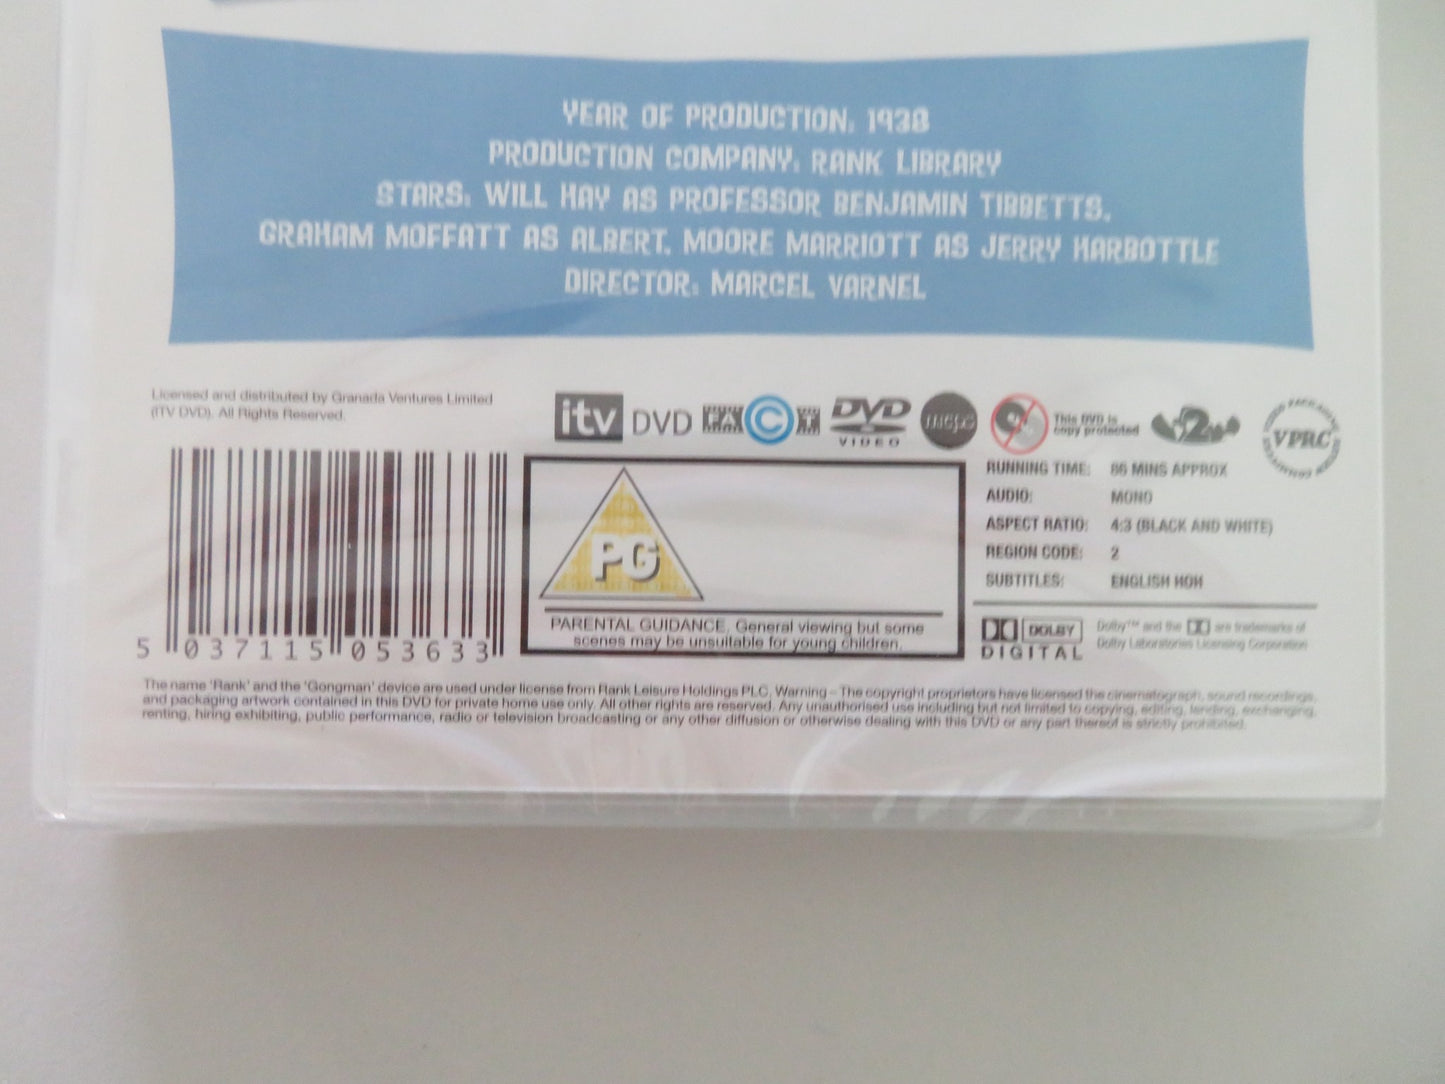 YEAR OF PRODUCTION: 1938
PRODUCTION COMPANY: RANK LIBRARY
STARS: WILL HAY AS PROFESSOR BENJAMIN TIBBETTS,
GRAHAM MOFFATT AS ALBERT, MOORE MARRIOTT AS JERRY HARBOTTLE
DIRECTOR: MARCEL VARNEL
Licensed and distributed by Granada Ventures Limited
(ITV DVD). All Rights Reserved.
itv DVD FACT DVD VIDEO
This DVD is
copy protected
2
VPRC
5 037115 053633
PG
PARENTAL GUIDANCE. General viewing but some
scenes may be unsuitable for young children.
RUNNING TIME: 86 MINS APPROX
AUDIO: MONO
ASPECT RATIO: 4:3 (BLACK AND WHITE)
REGION CODE: 2
SUBTITLES: ENGLISH HOH
DOLBY
DIGITAL
Dolby™ and the are trademarks of
Dolby Laboratories Licensing Corporation
The name 'Rank' and the 'Gongman' device are used under license from Rank Leisure Holdings PLC, Warning – The copyright proprietors have licensed the cinematograph, sound recordings,
and packaging artwork contained in this DVD for private home use only. All other rights are reserved. Any unauthorised use including but not limited to copying, editing, lending, exchanging,
renting, hiring exhibiting, public performance, radio or television broadcasting or any other diffusion or otherwise dealing with this DVD or any part thereof is strictly prohibited.